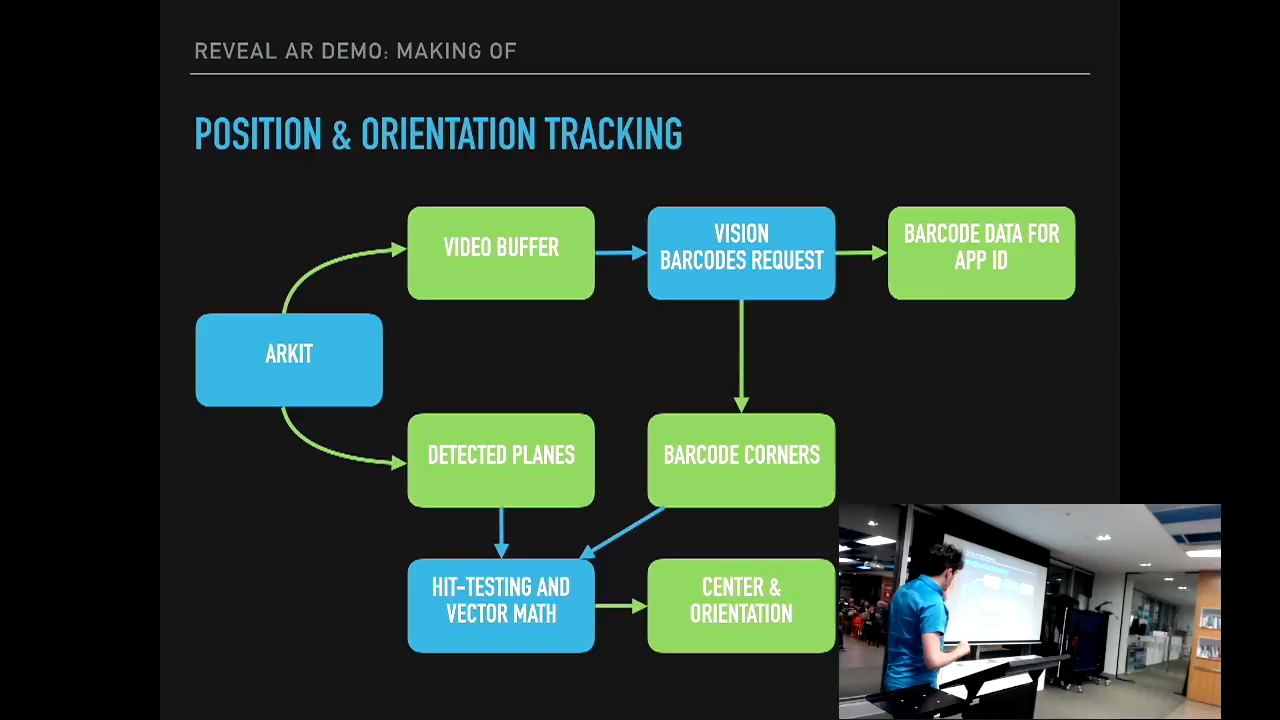 REVEAL AR DEMO: MAKING OF
POSITION & ORIENTATION TRACKING
VIDEO BUFFER
VISION
BARCODES REQUEST
BARCODE DATA FOR
APP ID
ARKIT
DETECTED PLANES
BARCODE CORNERS
HIT-TESTING AND
VECTOR MATH
CENTER &
ORIENTATION